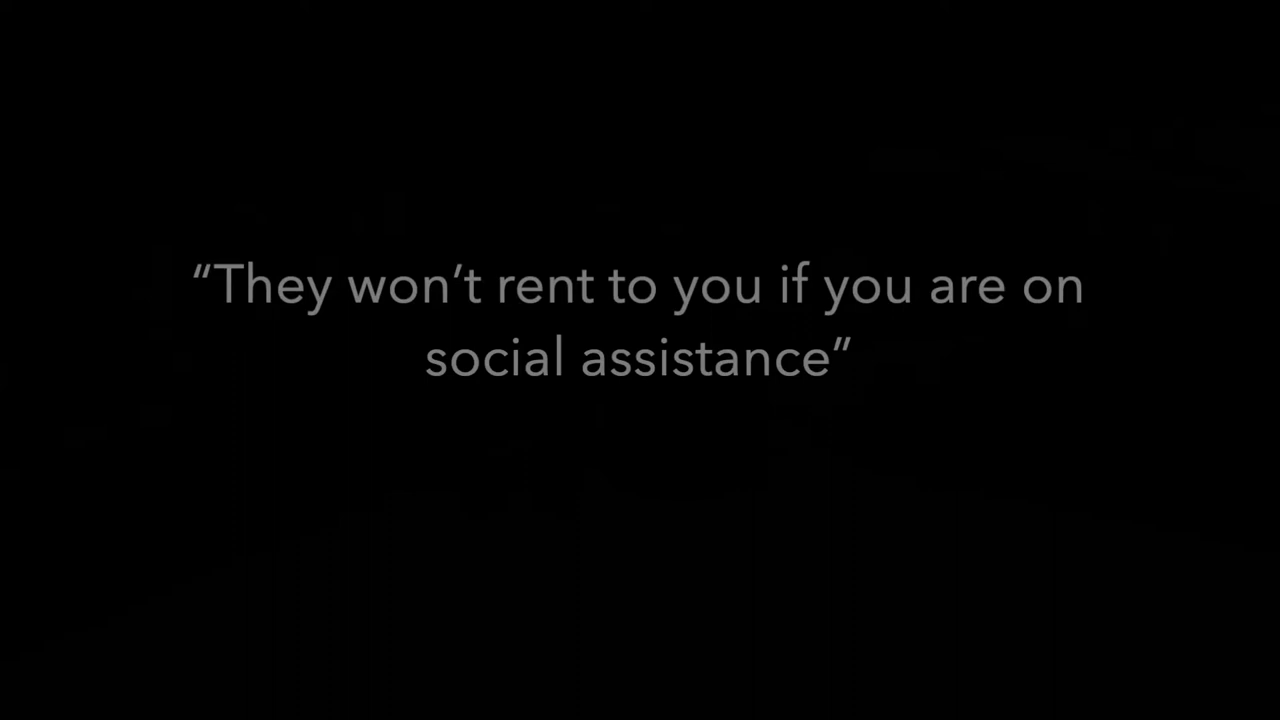 “They won’t rent to you if you are on
social assistance”